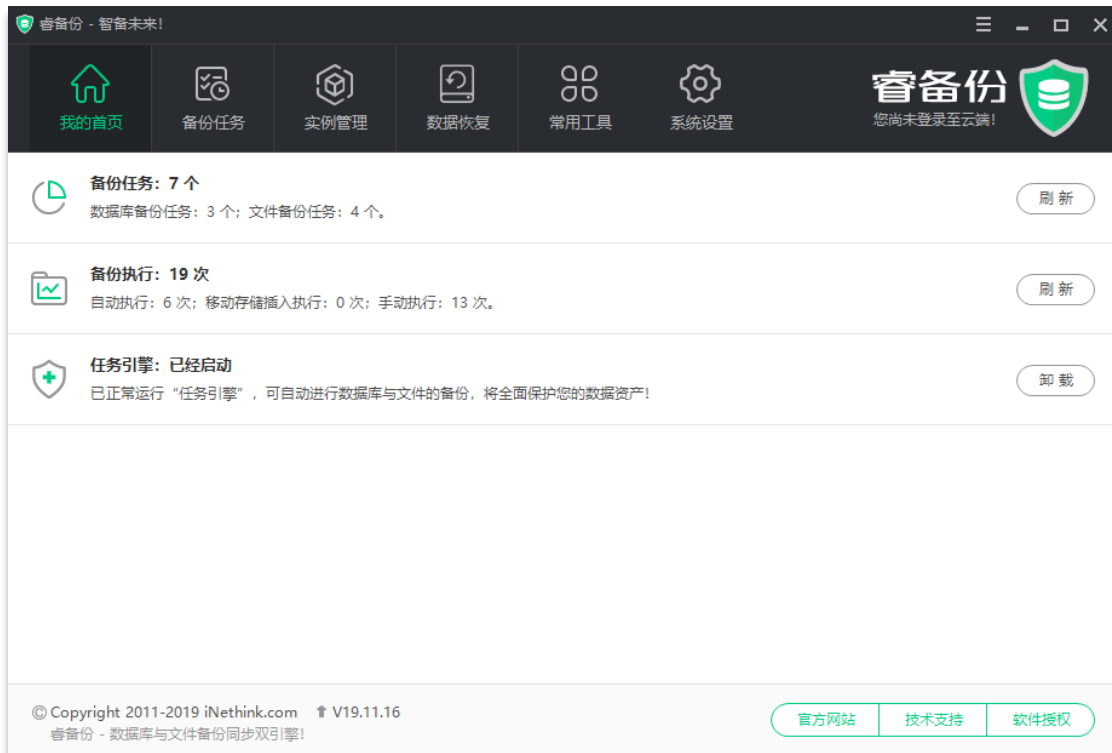 睿备份 - 智备未来!
我的首页
备份任务
实例管理
数据恢复
常用工具
系统设置
睿备份
您尚未登录至云端!
备份任务：7 个
数据库备份任务：3 个；文件备份任务：4 个。
刷 新
备份执行：19 次
自动执行：6 次；移动存储插入执行：0 次；手动执行：13 次。
刷 新
任务引擎：已经启动
已正常运行“任务引擎”，可自动进行数据库与文件的备份，将全面保护您的数据资产!
卸 载
© Copyright 2011-2019 iNethink.com V19.11.16
睿备份 - 数据库与文件备份同步双引擎!
官方网站
技术支持
软件授权